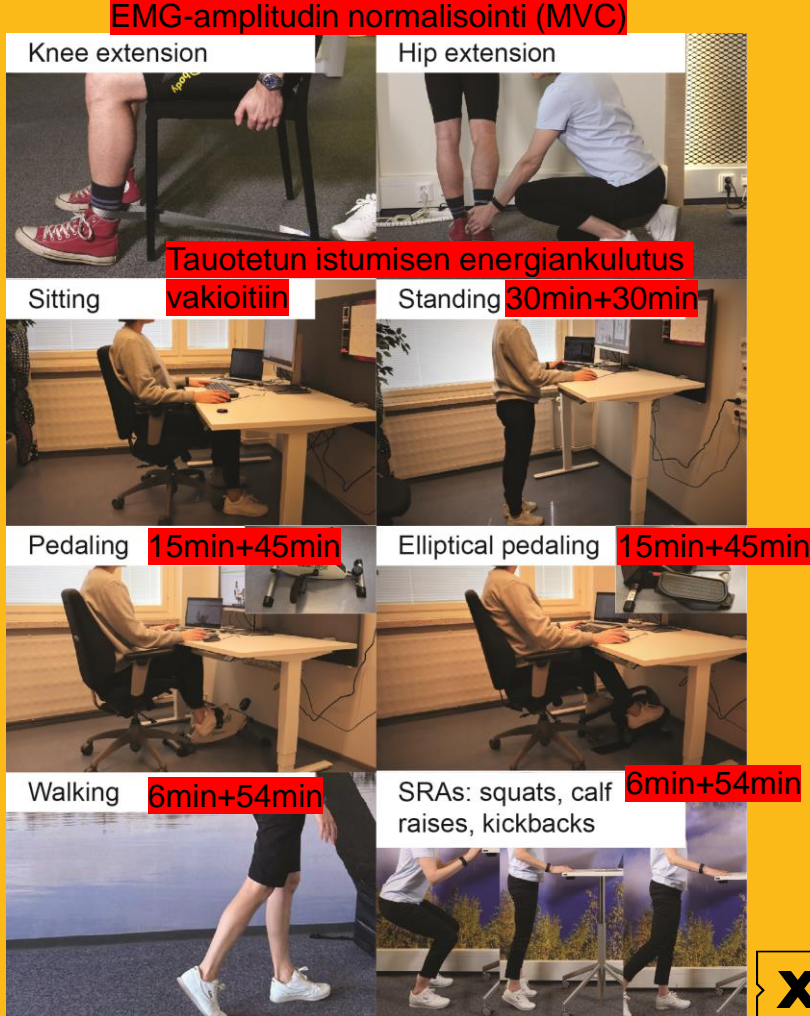 EMG-amplitudin normalisointi (MVC)
Knee extension
Hip extension
Tauotetun istumisen energiankulutus
vakioitiin
Sitting
Standing 30min+30min
Pedaling 15min+45min
Elliptical pedaling 15min+45min
Walking 6min+54min
SRAs: squats, calf 6min+54min
raises, kickbacks
body
X